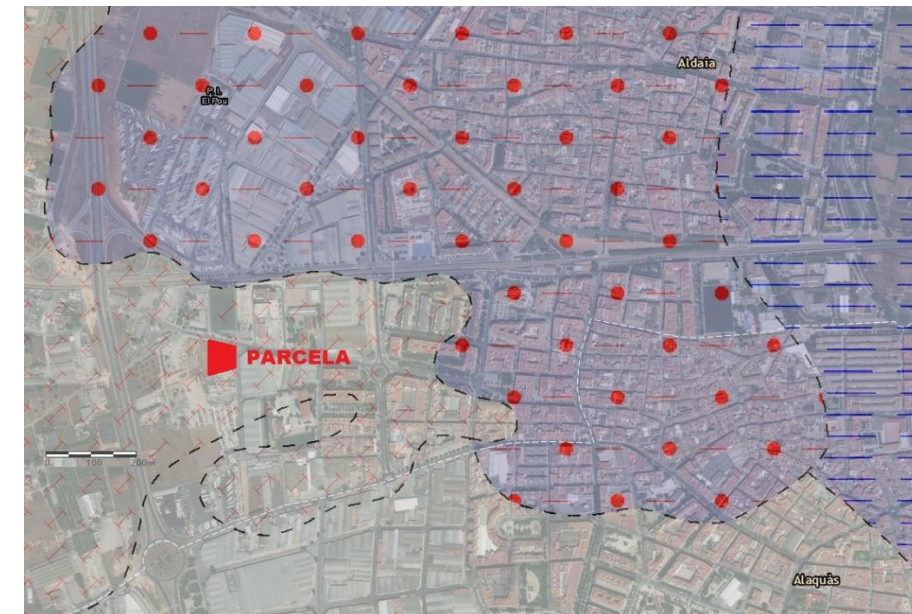 Aldaia
P. I.
El Pou
PARCELA
0 100 200m
Alaquàs